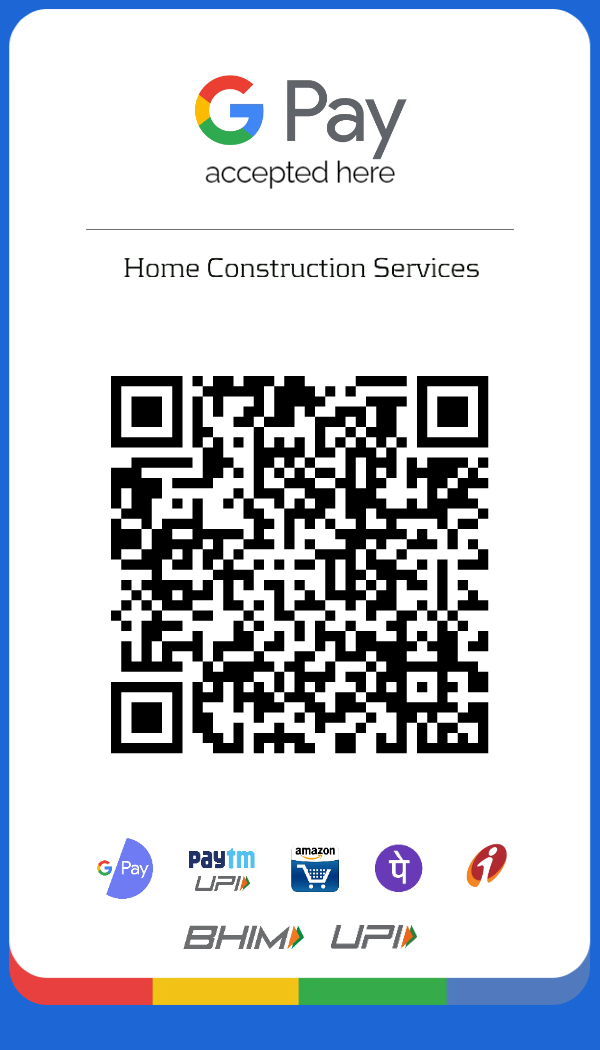 G Pay
accepted here
Home Construction Services
G Pay
paytm
UPI
amazon
पे
i
BHIM
UPI